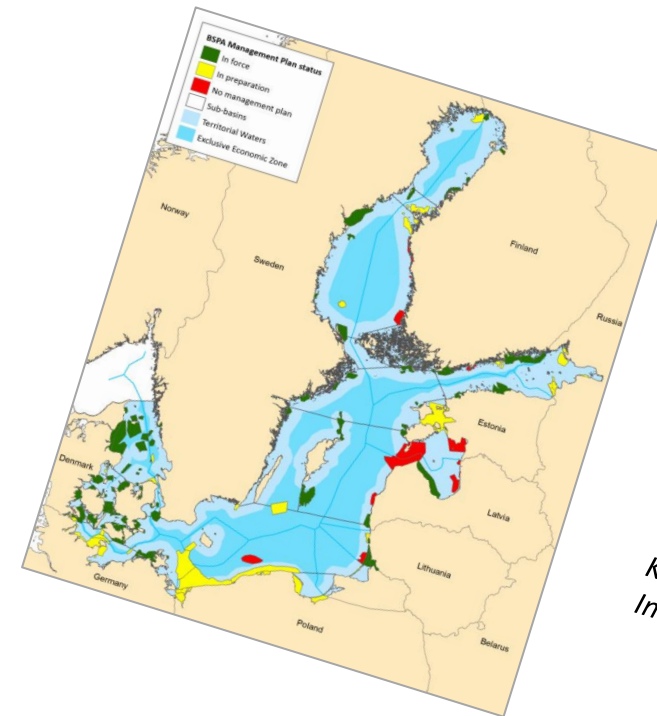 BSPA Management Plan status
In force
In preparation
No management plan
Sub-basins
Territorial Waters
Exclusive Economic Zone
Norway
Sweden
Finland
Russia
Estonia
Denmark
Latvia
Lithuania
Germany
Poland
Belarus
K
In